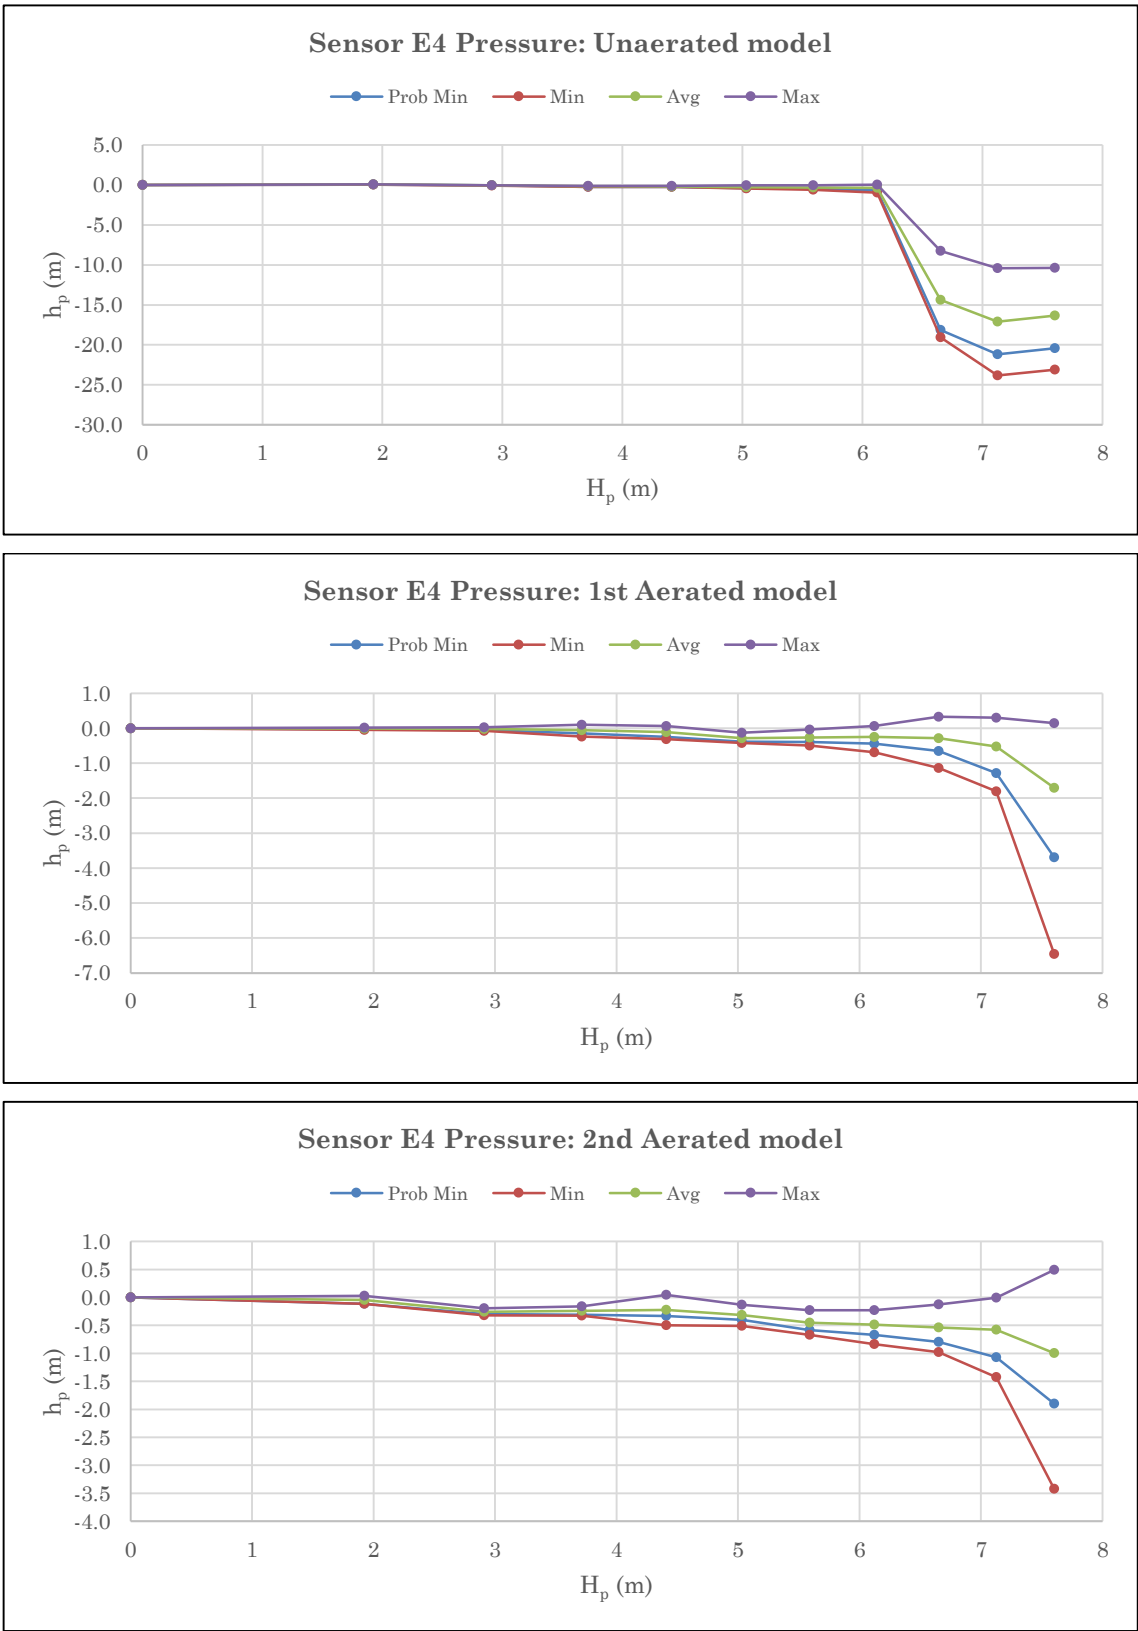 Sensor E4 Pressure: Unaerated model
Prob Min Min Avg Max
5.0
0.0
-5.0
-10.0
-15.0
-20.0
-25.0
-30.0
h_p (m)
0 1 2 3 4 5 6 7 8
H_p (m)
Sensor E4 Pressure: 1st Aerated model
Prob Min Min Avg Max
1.0
0.0
-1.0
-2.0
-3.0
-4.0
-5.0
-6.0
-7.0
h_p (m)
0 1 2 3 4 5 6 7 8
H_p (m)
Sensor E4 Pressure: 2nd Aerated model
Prob Min Min Avg Max
1.0
0.5
0.0
-0.5
-1.0
-1.5
-2.0
-2.5
-3.0
-3.5
-4.0
h_p (m)
0 1 2 3 4 5 6 7 8
H_p (m)